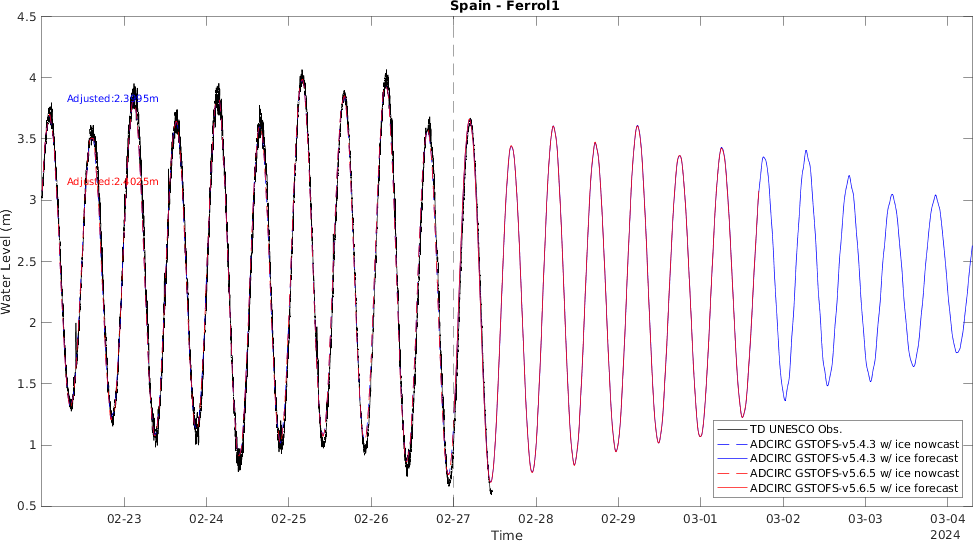 Spain - Ferrol1
4.5
4
3.5
3
2.5
2
1.5
1
0.5
Water Level (m)
Adjusted:2.3995m
Adjusted:2.4025m
02-23
02-24
02-25
02-26
02-27
02-28
02-29
03-01
03-02
03-03
03-04
2024
Time
TD UNESCO Obs.
ADCIRC GSTOFS-v5.4.3 w/ ice nowcast
ADCIRC GSTOFS-v5.4.3 w/ ice forecast
ADCIRC GSTOFS-v5.6.5 w/ ice nowcast
ADCIRC GSTOFS-v5.6.5 w/ ice forecast